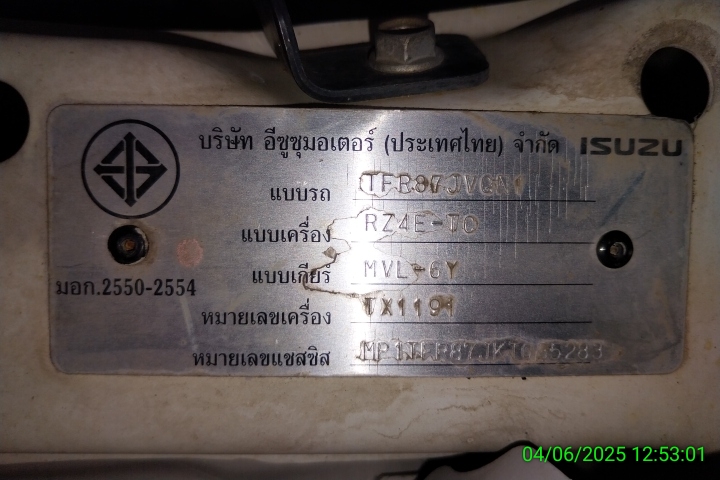 บริษัท อีซูซุมอเตอร์ (ประเทศไทย) จำกัด ISUZU
แบบรถ
แบบเครื่อง RZ4E-TC
แบบเกียร์ MVL-6Y
มอก.2550-2554
หมายเลขเครื่อง TX1191
หมายเลขแชสซิส
04/06/2025 12:53:01